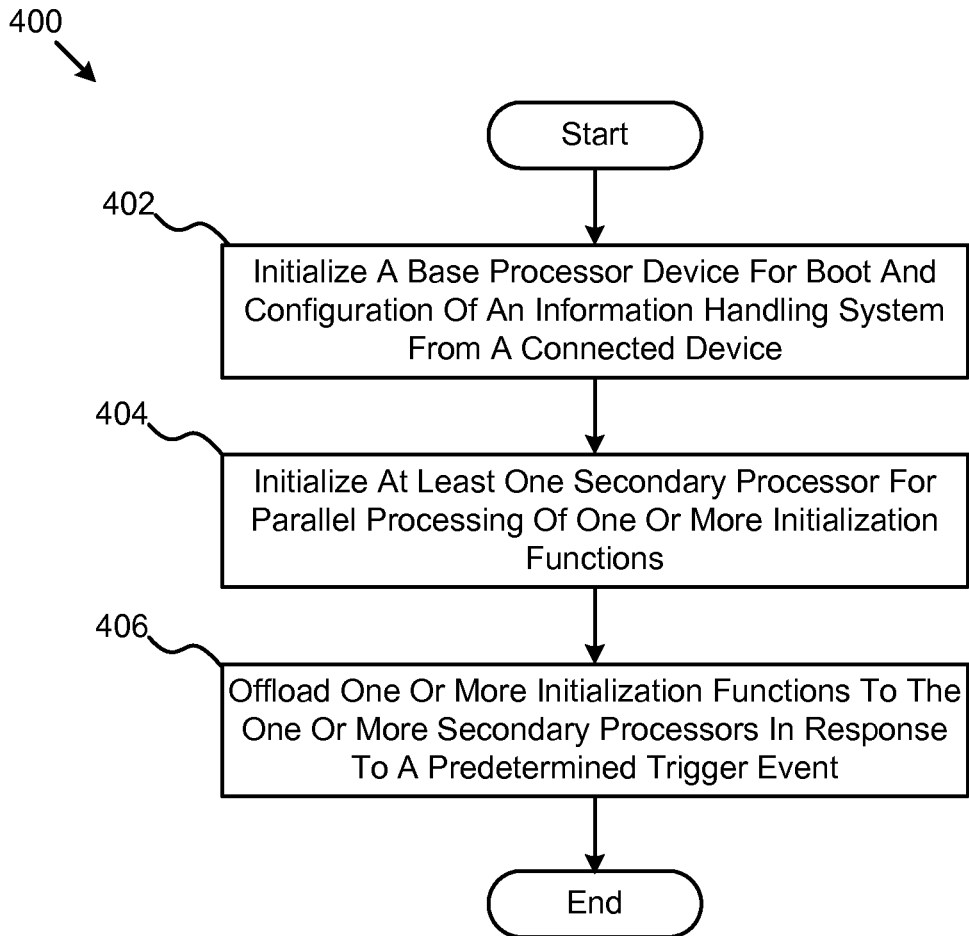 400
Start
402
Initialize A Base Processor Device For Boot And
Configuration Of An Information Handling System
From A Connected Device
404
Initialize At Least One Secondary Processor For
Parallel Processing Of One Or More Initialization
Functions
406
Offload One Or More Initialization Functions To The
One Or More Secondary Processors In Response
To A Predetermined Trigger Event
End